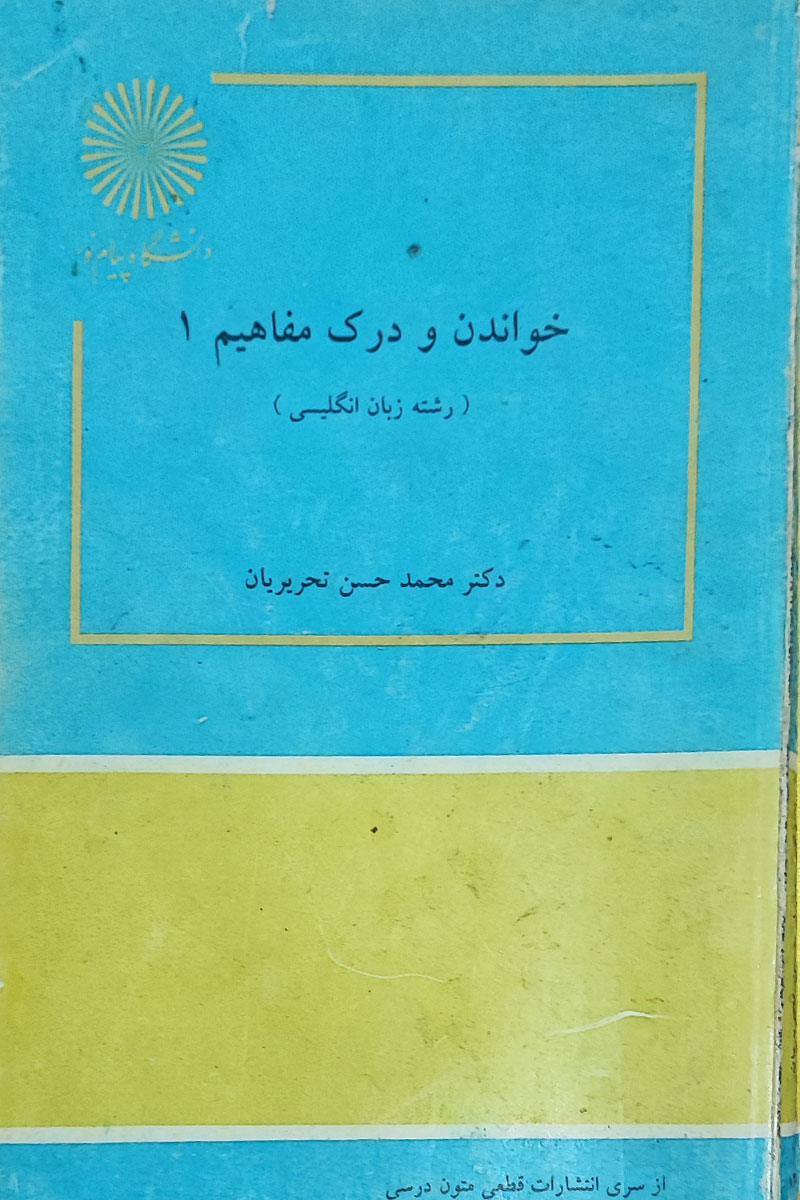 دانشگاه پیام نور
خواندن و درک مفاهیم ۱
( رشته زبان انگلیسی )
دکتر محمد حسن تحریریان
از سری انتشارات قطعی متون درسی